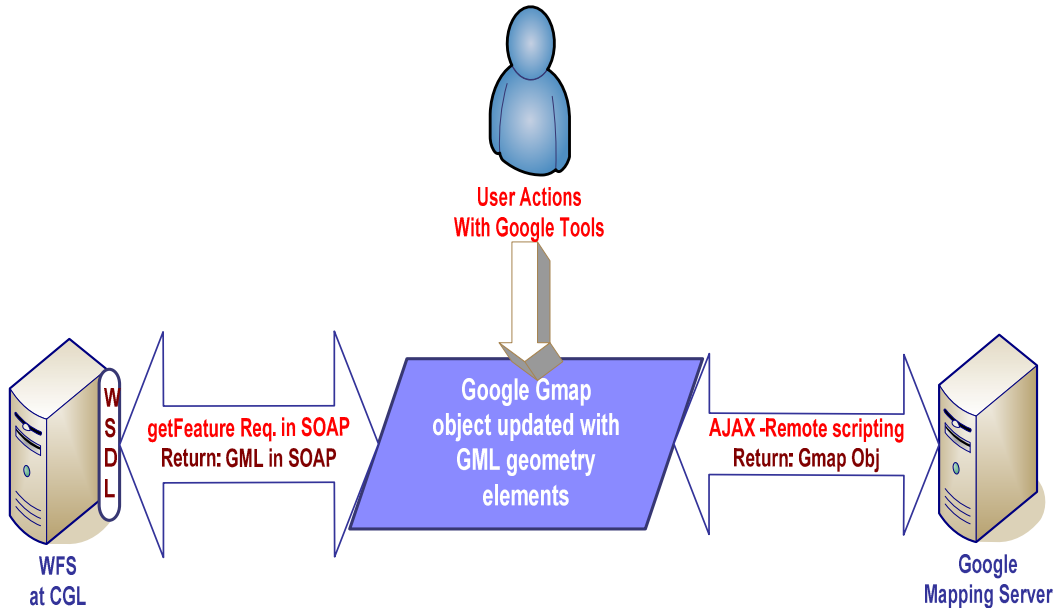 User Actions
With Google Tools
Google Gmap
object updated with
GML geometry
elements
W
S
D
L
getFeature Req. in SOAP
Return: GML in SOAP
AJAX -Remote scripting
Return: Gmap Obj
WFS
at CGL
Google
Mapping Server